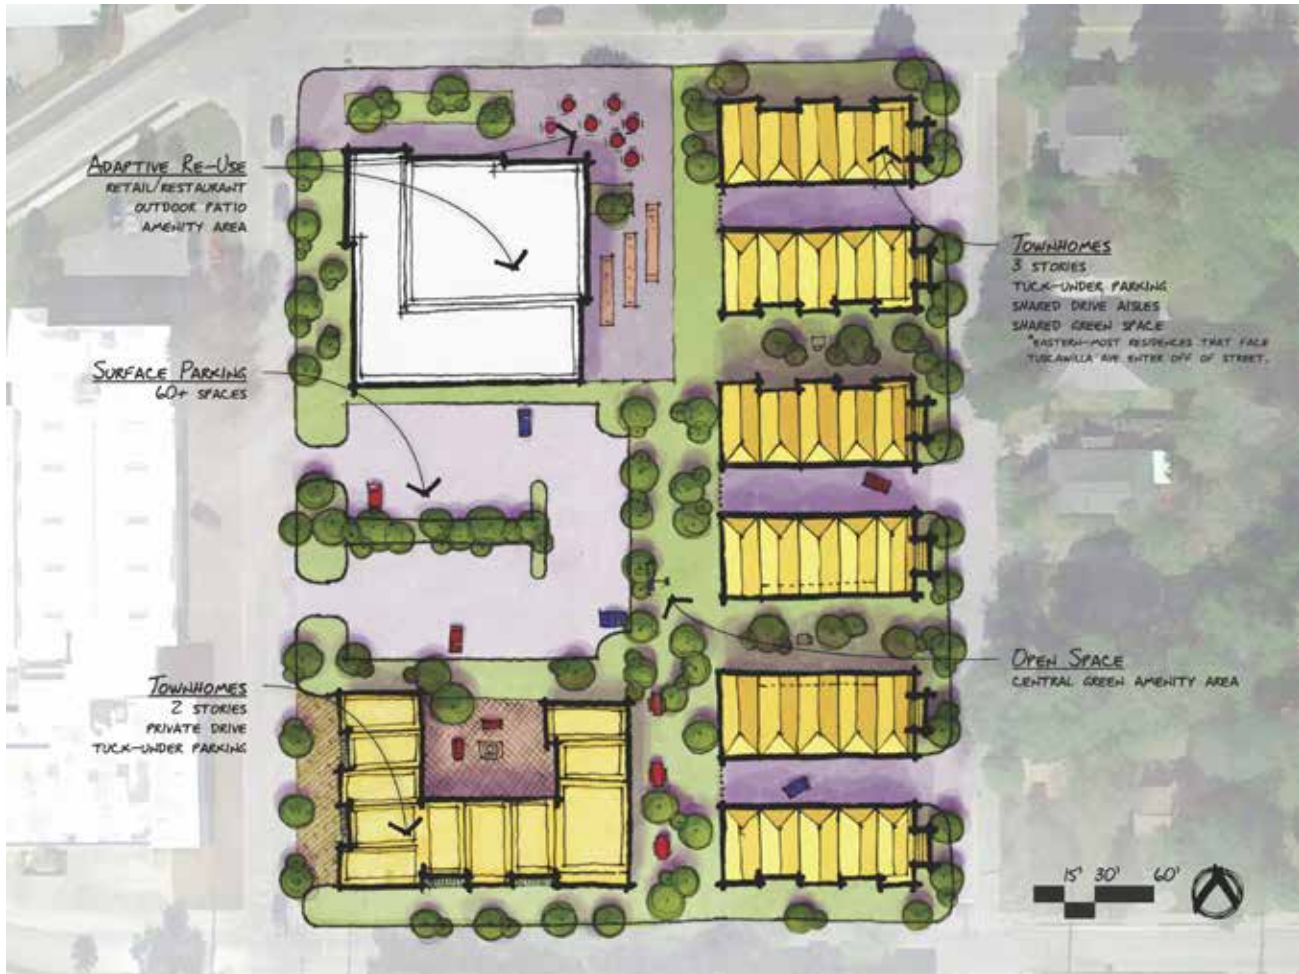 ADAPTIVE RE-USE
RETAIL/RESTAURANT
OUTDOOR PATIO
AMENITY AREA
SURFACE PARKING
60+ SPACES
TOWNHOMES
2 STORIES
PRIVATE DRIVE
TUCK-UNDER PARKING
TOWNHOMES
3 STORIES
TUCK-UNDER PARKING
SHARED DRIVE AISLES
SHARED GREEN SPACE
*EASTERN-MOST RESIDENCES THAT FACE
TUSCAWILLA AVE ENTER OFF OF STREET.
OPEN SPACE
CENTRAL GREEN AMENITY AREA
15' 30' 60'